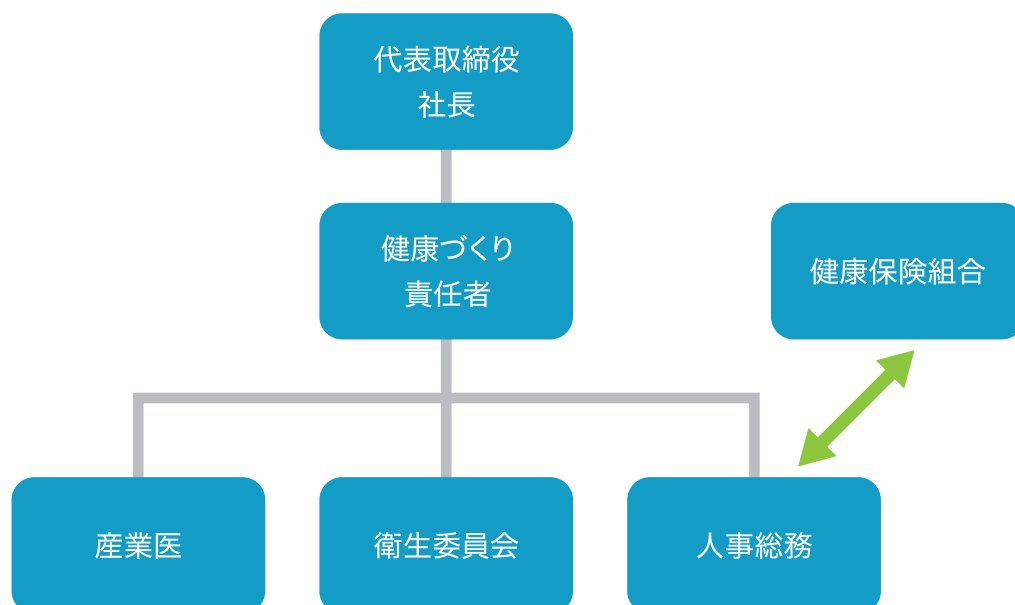 代表取締役
社長
健康づくり
責任者
健康保険組合
産業医
衛生委員会
人事総務